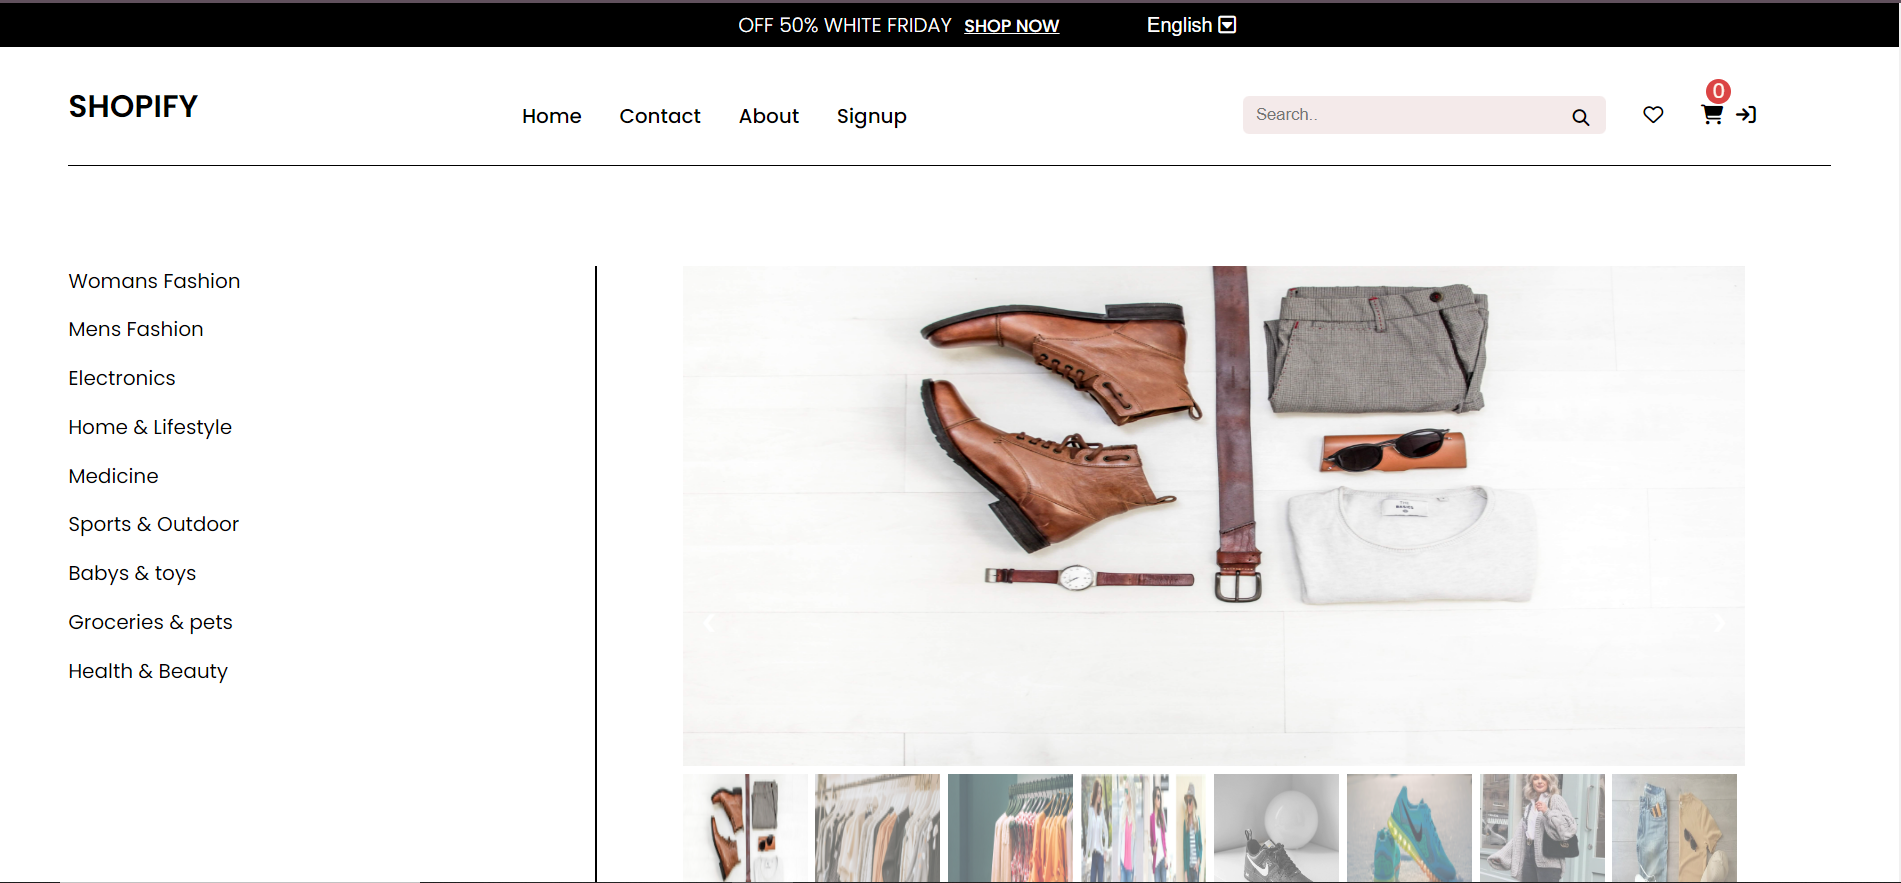 OFF 50% WHITE FRIDAY SHOP NOW English
SHOPIFY
Home Contact About Signup
Search..
0
Womans Fashion
Mens Fashion
Electronics
Home & Lifestyle
Medicine
Sports & Outdoor
Babys & toys
Groceries & pets
Health & Beauty